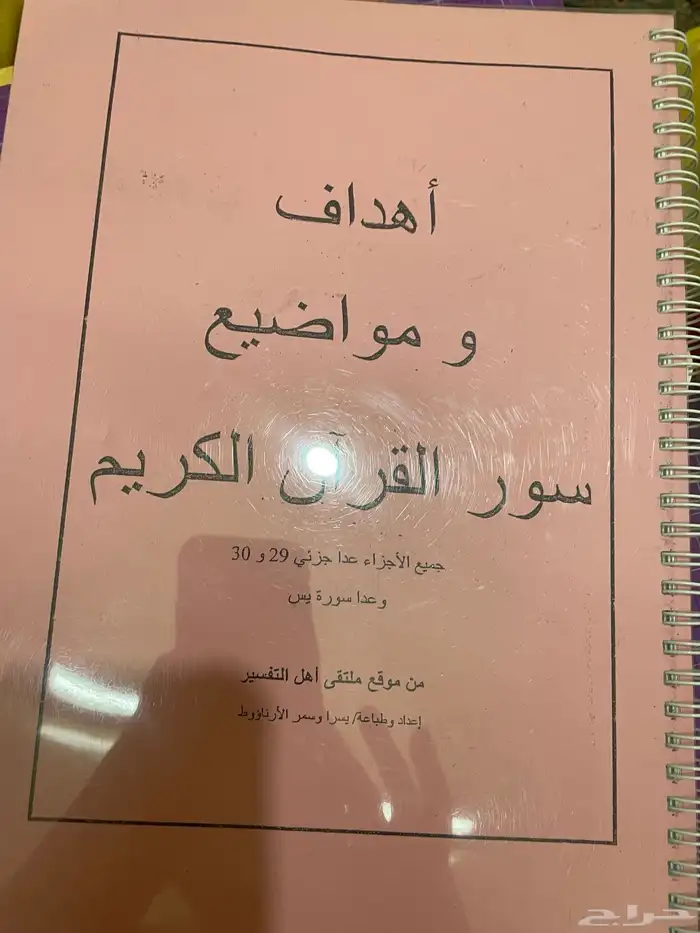 أهداف
و مواضيع
سور القرآن الكريم
جميع الأجزاء عدا جزئي 29 و 30
وعدا سورة يس
من موقع ملتقى أهل التفسير
إعداد وطباعة/ يسرا وسمر الأرناؤوط
حراج